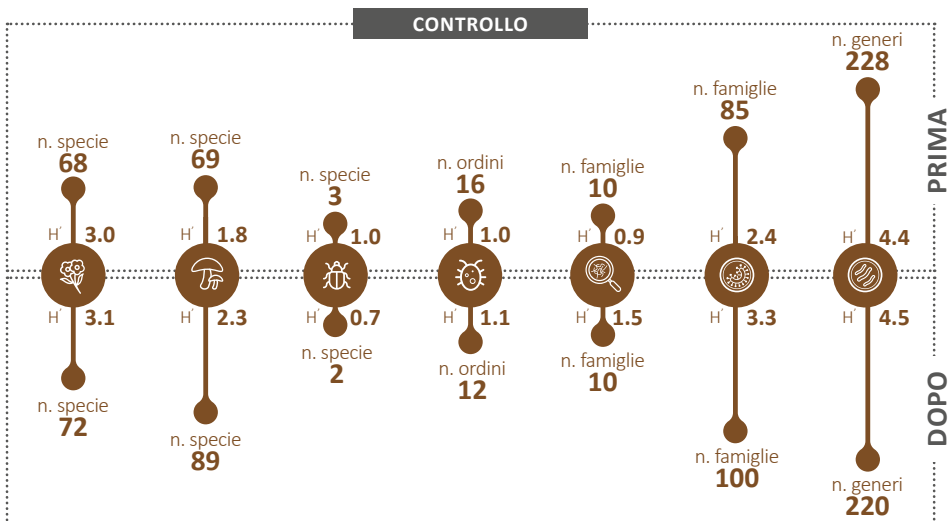 CONTROLLO
n. specie
68
n. specie
69
n. specie
3
n. ordini
16
n. famiglie
10
n. famiglie
85
n. generi
228
PRIMA
H´ 3.0
H´ 1.8
H´ 1.0
H´ 1.0
H´ 0.9
H´ 2.4
H´ 4.4
H´ 3.1
H´ 2.3
H´ 0.7
H´ 1.1
H´ 1.5
H´ 3.3
H´ 4.5
n. specie
72
n. specie
89
n. specie
2
n. ordini
12
n. famiglie
10
n. famiglie
100
n. generi
220
DOPO